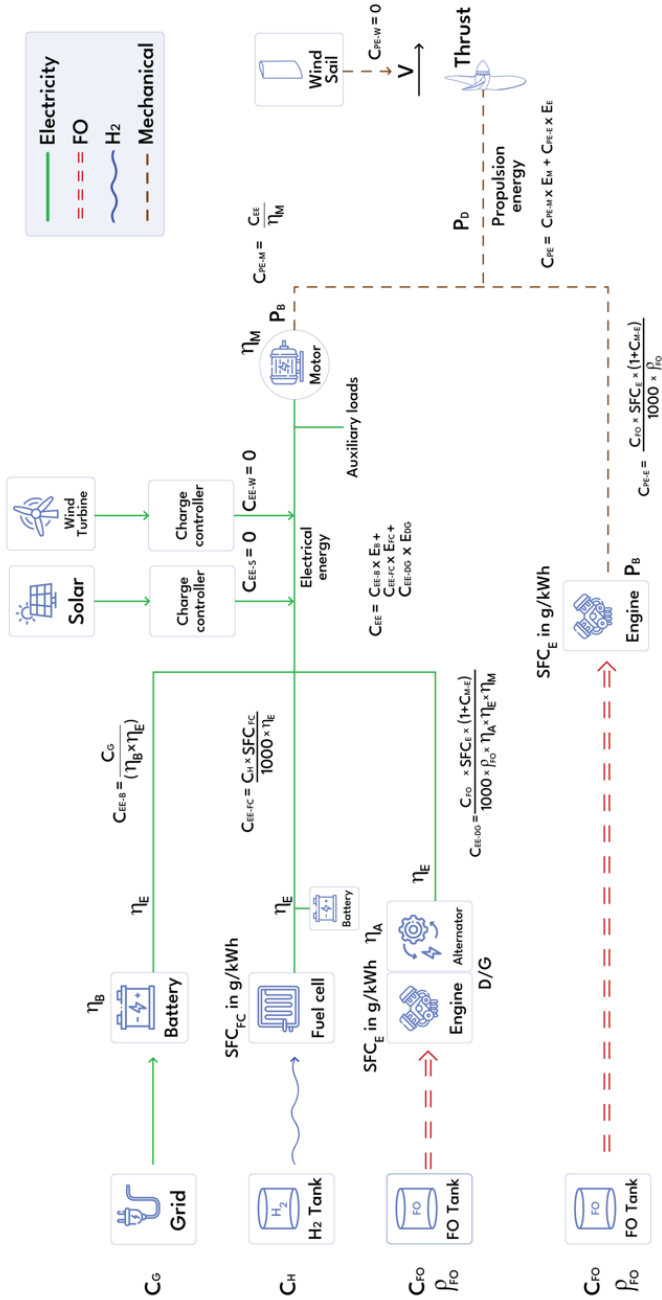 Electricity
FO
H2
Mechanical
CG
Grid
ηB
Battery
ηE
CEE-B = CG
(ηB×ηE)
Solar
Charge
controller
CEE-S = 0
Wind
Turbine
Charge
controller
CEE-W = 0
CH
H2
H2 Tank
SFCFC in g/kWh
Fuel cell
ηE
Battery
CEE-FC = CH × SFCFC
1000 × ηE
Electrical
energy
Auxiliary loads
ηM
Motor
PB
CPE-M = CEE
ηM
CEE = CEE-B × EB +
CEE-FC × EFC +
CEE-DG × EDG
CFO
ρFO
FO
FO Tank
SFCE in g/kWh
Engine
ηA
Alternator
D/G
ηE
CEE-DG = CFO × SFCE × (1+CM-E)
1000 × ρFO × ηA × ηE × ηM
CFO
ρFO
FO
FO Tank
SFCE in g/kWh
Engine
PB
CPE-E = CFO × SFCE × (1+CM-E)
1000 × ρFO
PD
Propulsion
energy
CPE = CPE-M × EM + CPE-E × EE
Wind
Sail
CPE-W = 0
V
Thrust